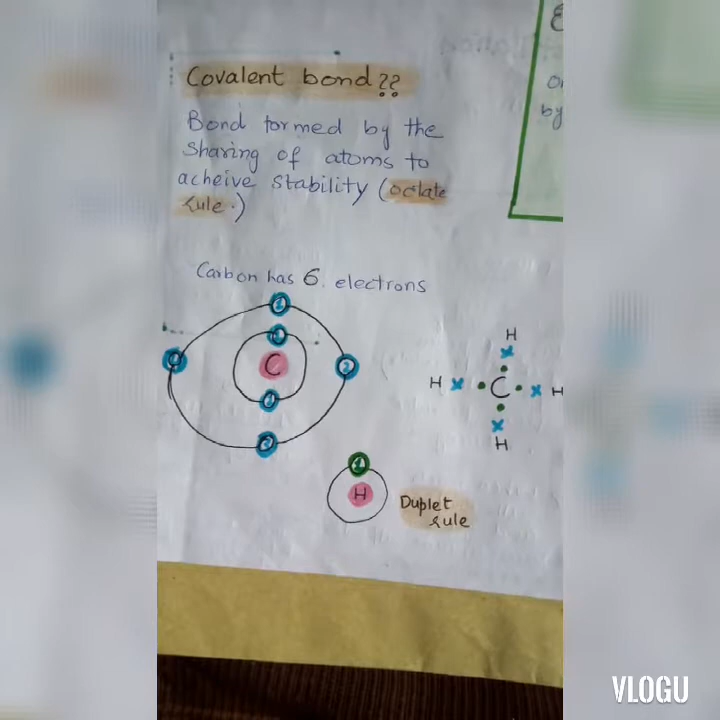 Covalent bond??
Bond formed by the
sharing of atoms to
acheive stability (octate
rule.)
Carbon has 6. electrons
C
H
H C H
H
H
Duplet
rule
by
VLOGU